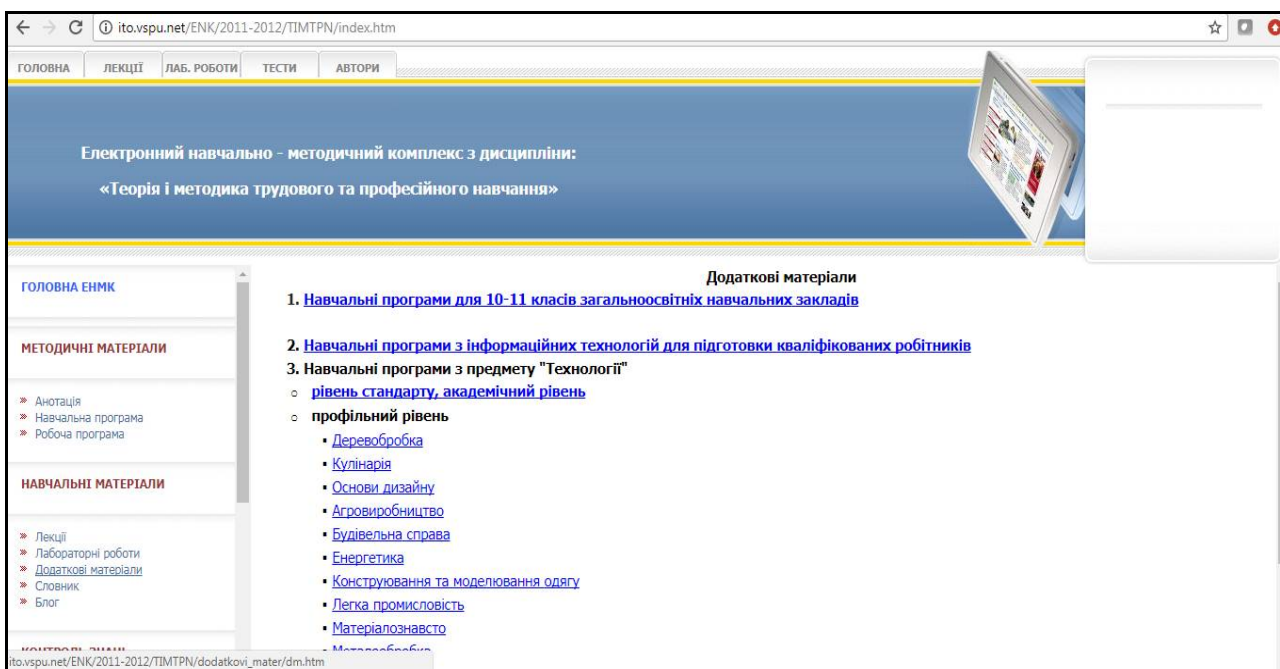 ito.vspu.net/ENK/2011-2012/TIMTPN/index.htm
ГОЛОВНА ЛЕКЦІЇ ЛАБ. РОБОТИ ТЕСТИ АВТОРИ
Електронний навчально - методичний комплекс з дисципліни:
«Теорія і методика трудового та професійного навчання»
ГОЛОВНА ЕНМК
МЕТОДИЧНІ МАТЕРІАЛИ
» Анотація
» Навчальна програма
» Робоча програма
НАВЧАЛЬНІ МАТЕРІАЛИ
» Лекції
» Лабораторні роботи
» Додаткові матеріали
» Словник
» Блог
КОНТРОЛЬ ЗНАНЬ
Додаткові матеріали
1. Навчальні програми для 10-11 класів загальноосвітніх навчальних закладів
2. Навчальні програми з інформаційних технологій для підготовки кваліфікованих робітників
3. Навчальні програми з предмету "Технології"
○ рівень стандарту, академічний рівень
○ профільний рівень
▪ Деревобробка
▪ Кулінарія
▪ Основи дизайну
▪ Агровиробництво
▪ Будівельна справа
▪ Енергетика
▪ Конструювання та моделювання одягу
▪ Легка промисловість
▪ Матеріалознавсто
▪ Металообробка
ito.vspu.net/ENK/2011-2012/TIMTPN/dodatkovi_mater/dm.htm